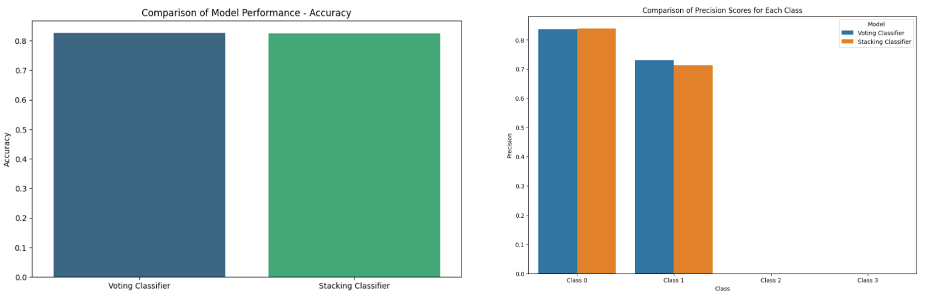 Comparison of Model Performance - Accuracy
Accuracy
0.8
0.7
0.6
0.5
0.4
0.3
0.2
0.1
0.0
Voting Classifier
Stacking Classifier
Comparison of Precision Scores for Each Class
Precision
0.8
0.7
0.6
0.5
0.4
0.3
0.2
0.1
0.0
Model
Voting Classifier
Stacking Classifier
Class 0
Class 1
Class 2
Class 3
Class